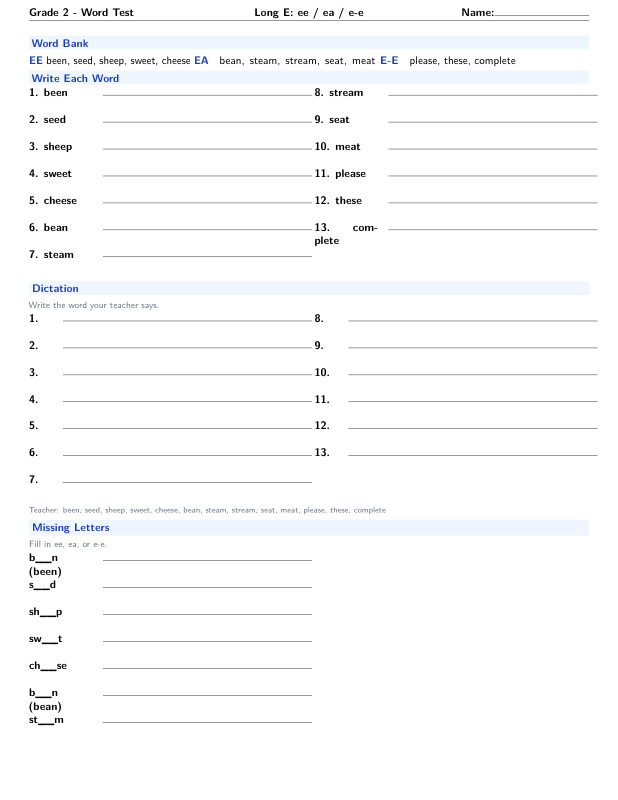 Grade 2 - Word Test Long E: ee / ea / e-e Name:
Word Bank
EE been, seed, sheep, sweet, cheese EA bean, steam, stream, seat, meat E-E please, these, complete
Write Each Word
1. been
2. seed
3. sheep
4. sweet
5. cheese
6. bean
7. steam
8. stream
9. seat
10. meat
11. please
12. these
13. com-
plete
Dictation
Write the word your teacher says.
1.
2.
3.
4.
5.
6.
7.
8.
9.
10.
11.
12.
13.
Teacher: been, seed, sheep, sweet, cheese, bean, steam, stream, seat, meat, please, these, complete
Missing Letters
Fill in ee, ea, or e-e.
b__n
(been)
s__d
sh__p
sw__t
ch__se
b__n
(bean)
st__m